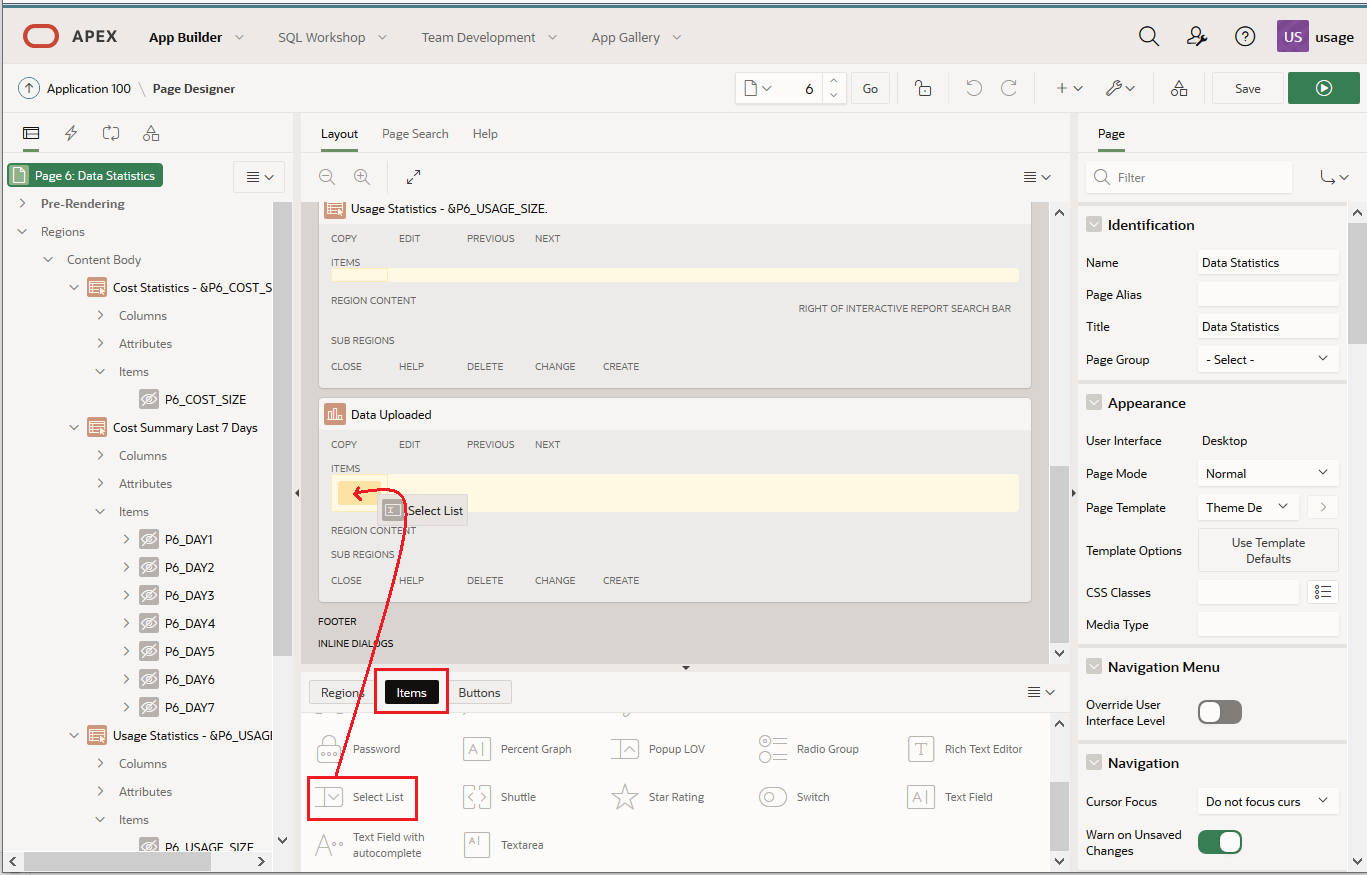 APEX
App Builder
SQL Workshop
Team Development
App Gallery
US
usage
Application 100 \ Page Designer
6
Go
Save
Layout
Page Search
Help
Page
Page 6: Data Statistics
Filter
Pre-Rendering
Regions
Content Body
Cost Statistics - &P6_COST_S
Columns
Attributes
Items
P6_COST_SIZE
Cost Summary Last 7 Days
Columns
Attributes
Items
P6_DAY1
P6_DAY2
P6_DAY3
P6_DAY4
P6_DAY5
P6_DAY6
P6_DAY7
Usage Statistics - &P6_USAG
Columns
Attributes
Items
P6_USAGE_SIZE
Usage Statistics - &P6_USAGE_SIZE.
COPY EDIT PREVIOUS NEXT
ITEMS
REGION CONTENT
RIGHT OF INTERACTIVE REPORT SEARCH BAR
SUB REGIONS
CLOSE HELP DELETE CHANGE CREATE
Data Uploaded
COPY EDIT PREVIOUS NEXT
ITEMS
Select List
REGION CONTENT
SUB REGIONS
CLOSE HELP DELETE CHANGE CREATE
FOOTER
INLINE DIALOGS
Regions
Items
Buttons
Password
Percent Graph
Popup LOV
Radio Group
Rich Text Editor
Select List
Shuttle
Star Rating
Switch
Text Field
Text Field with
autocomplete
Textarea
Identification
Name
Data Statistics
Page Alias
Title
Data Statistics
Page Group
- Select -
Appearance
User Interface
Desktop
Page Mode
Normal
Page Template
Theme De
Template Options
Use Template
Defaults
CSS Classes
Media Type
Navigation Menu
Override User
Interface Level
Navigation
Cursor Focus
Do not focus curs
Warn on Unsaved
Changes